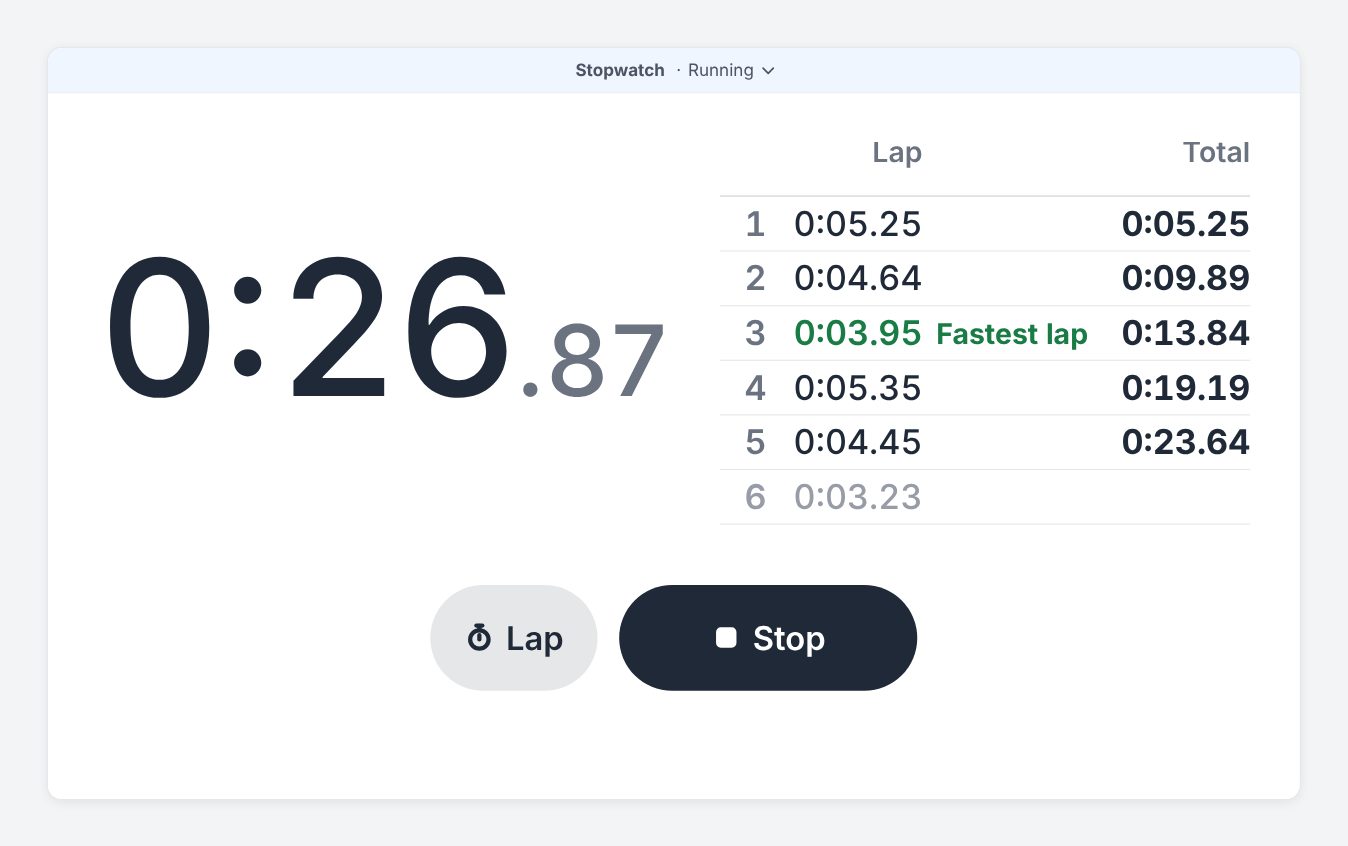 Stopwatch · Running
0:26.87
Lap Total
1 0:05.25 0:05.25
2 0:04.64 0:09.89
3 0:03.95 Fastest lap 0:13.84
4 0:05.35 0:19.19
5 0:04.45 0:23.64
6 0:03.23
Lap Stop